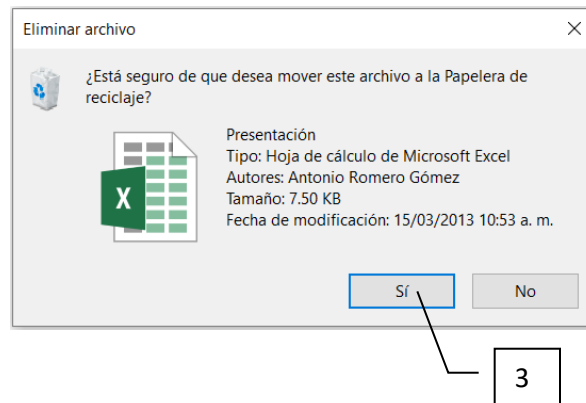 Eliminar archivo
¿Está seguro de que desea mover este archivo a la Papelera de
reciclaje?
Presentación
Tipo: Hoja de cálculo de Microsoft Excel
Autores: Antonio Romero Gómez
Tamaño: 7.50 KB
Fecha de modificación: 15/03/2013 10:53 a. m.
X
Sí
No
3